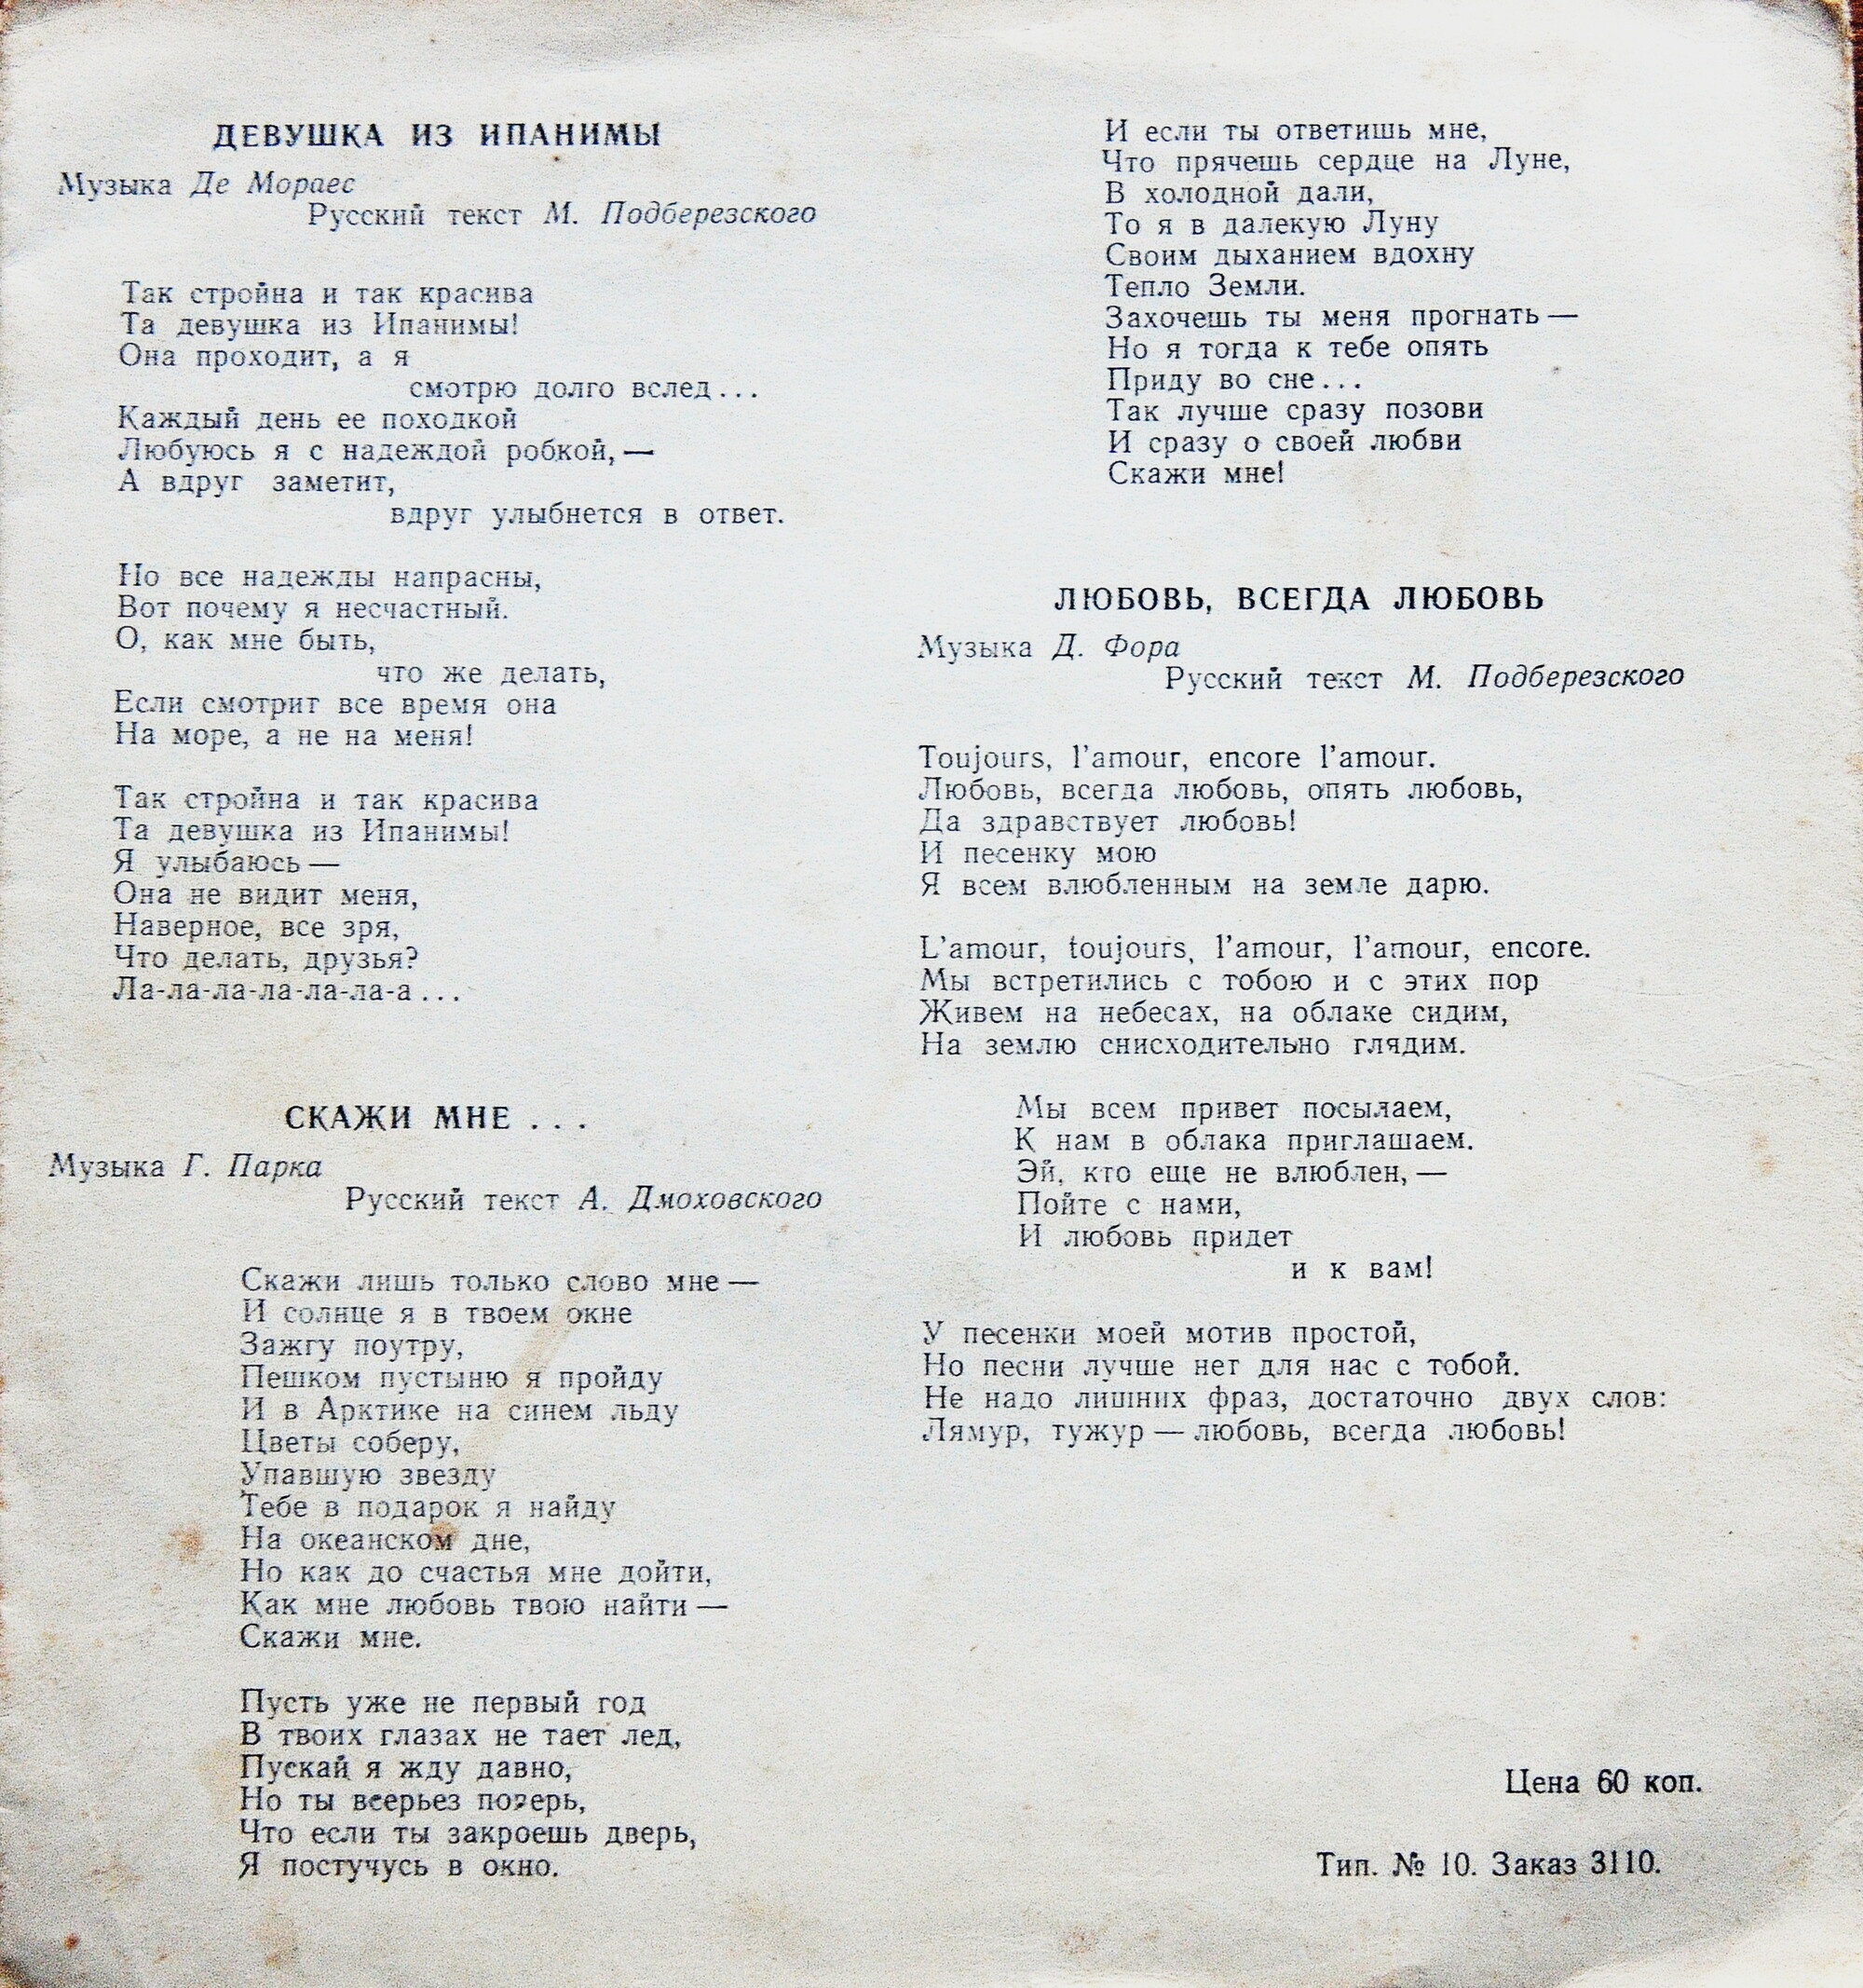 ДЕВУШКА ИЗ ИПАНИМЫ
Музыка Де Мораес
Русский текст М. Подберезского
Так стройна и так красива
Та девушка из Ипанимы!
Она проходит, а я
смотрю долго вслед...
Каждый день ее походкой
Любуюсь я с надеждой робкой,—
А вдруг заметит,
вдруг улыбнется в ответ.
Но все надежды напрасны,
Вот почему я несчастный.
О, как мне быть,
что же делать,
Если смотрит все время она
На море, а не на меня!
Так стройна и так красива
Та девушка из Ипанимы!
Я улыбаюсь—
Она не видит меня,
Наверное, все зря,
Что делать, друзья?
Ла-ла-ла-ла-ла-ла-а...
СКАЖИ МНЕ...
Музыка Г. Парка
Русский текст А. Дмоховского
Скажи лишь только слово мне—
И солнце я в твоем окне
Зажгу поутру,
Пешком пустыню я пройду
И в Арктике на синем льду
Цветы соберу,
Упавшую звезду
Тебе в подарок я найду
На океанском дне,
Но как до счастья мне дойти,
Как мне любовь твою найти—
Скажи мне.
Пусть уже не первый год
В твоих глазах не тает лед,
Пускай я жду давно,
Но ты всерьез поверь,
Что если ты закроешь дверь,
Я постучусь в окно.
И если ты ответишь мне,
Что прячешь сердце на Луне,
В холодной дали,
То я в далекую Луну
Своим дыханием вдохну
Тепло Земли.
Захочешь ты меня прогнать—
Но я тогда к тебе опять
Приду во сне...
Так лучше сразу позови
И сразу о своей любви
Скажи мне!
ЛЮБОВЬ, ВСЕГДА ЛЮБОВЬ
Музыка Д. Фора
Русский текст М. Подберезского
Toujours, l'amour, encore l'amour.
Любовь, всегда любовь, опять любовь,
Да здравствует любовь!
И песенку мою
Я всем влюбленным на земле дарю.
L'amour, toujours, l'amour, l'amour, encore.
Мы встретились с тобою и с этих пор
Живем на небесах, на облаке сидим,
На землю снисходительно глядим.
Мы всем привет посылаем,
К нам в облака приглашаем.
Эй, кто еще не влюблен,—
Пойте с нами,
И любовь придет
и к вам!
У песенки моей мотив простой,
Но песни лучше нет для нас с тобой.
Не надо лишних фраз, достаточно двух слов:
Лямур, тужур — любовь, всегда любовь!
Цена 60 коп.
Тип. № 10. Заказ 3110.